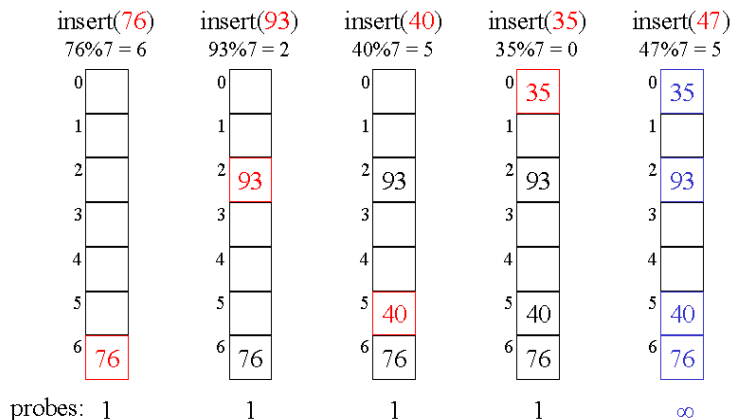 insert(76) insert(93) insert(40) insert(35) insert(47)
76%7 = 6 93%7 = 2 40%7 = 5 35%7 = 0 47%7 = 5
0 0 0 0 35 0 35
1 1 1 1 1
2 2 93 2 93 2 93 2 93
3 3 3 3 3
4 4 4 4 4
5 5 5 40 5 40 5 40
6 76 6 76 6 76 6 76 6 76
probes: 1 1 1 1 ∞